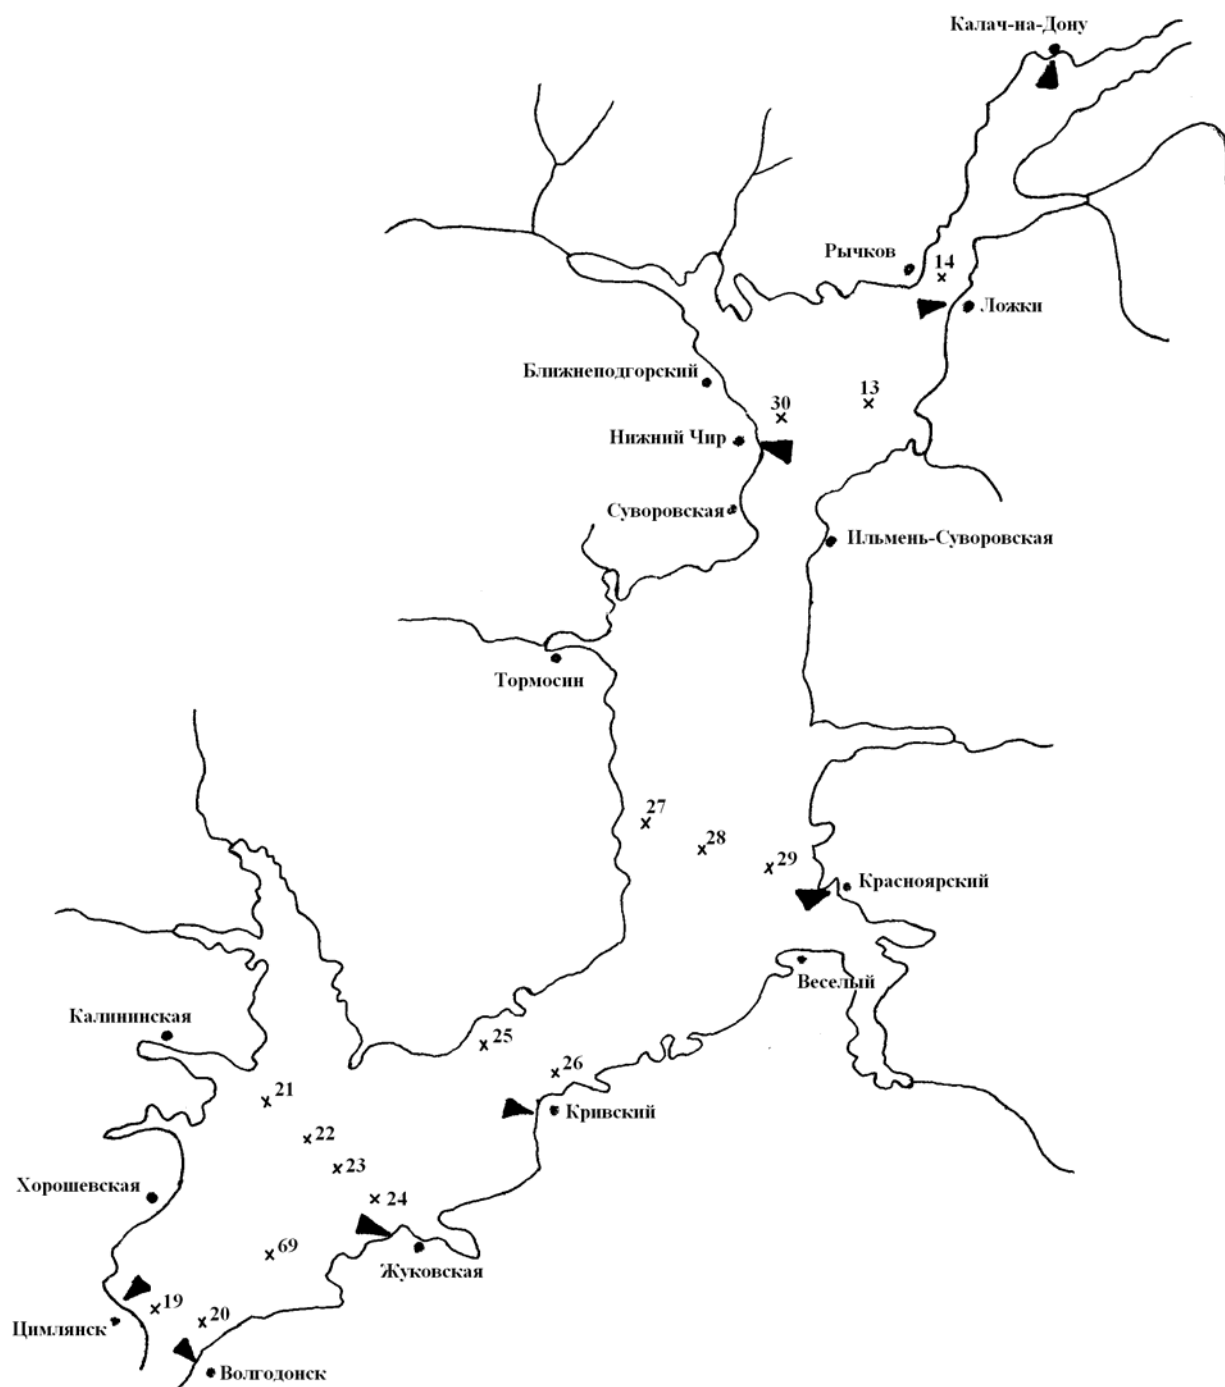 Калач-на-Дону
Рычков
14
Ложки
Ближнеподгорский
13
30
Нижний Чир
Суворовская
Ильмень-Суворовская
Тормосин
27
28
29
Красноярский
Веселый
Калининская
25
26
21
Кривский
22
23
Хорошевская
24
69
Жуковская
19
20
Цимлянск
Волгодонск